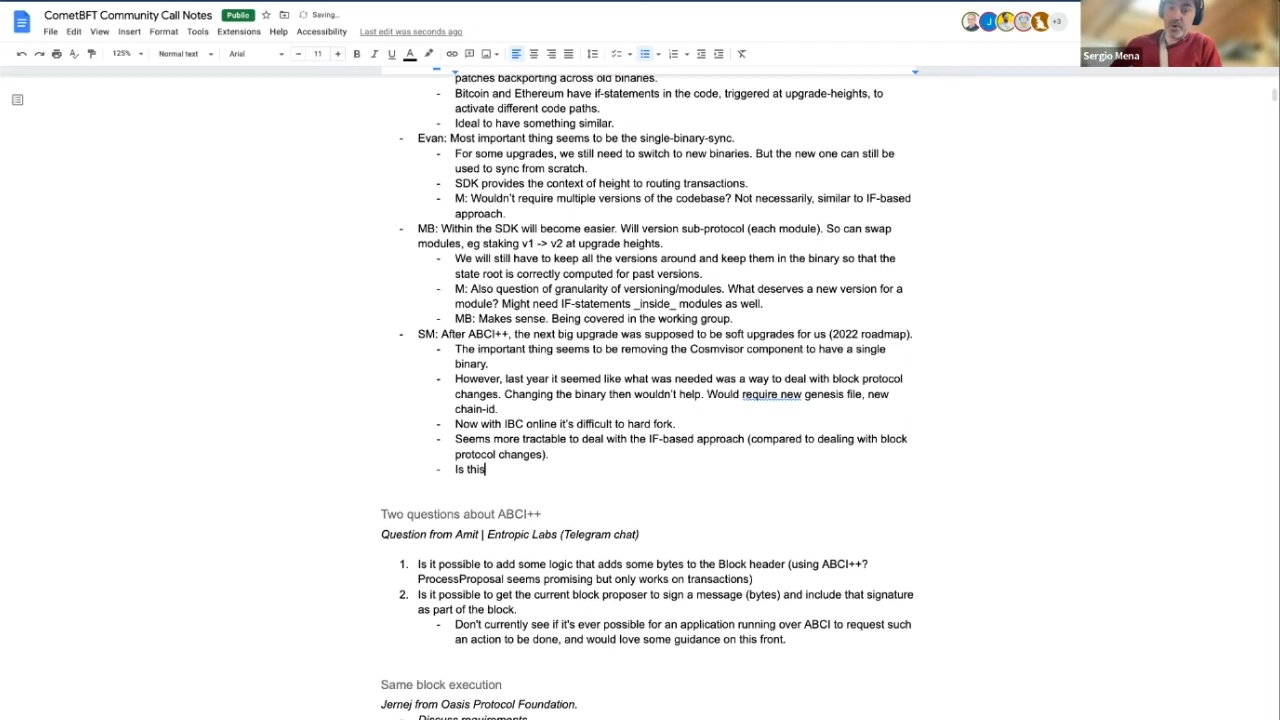 CometBFT Community Call Notes Public Saving...
File Edit View Insert Format Tools Extensions Help Accessibility Last edit was seconds ago
J +3
Sergio Mena
125% Normal text Arial 11 B I U A
patches backporting across old binaries.
- Bitcoin and Ethereum have if-statements in the code, triggered at upgrade-heights, to
activate different code paths.
- Ideal to have something similar.
- Evan: Most important thing seems to be the single-binary-sync.
- For some upgrades, we still need to switch to new binaries. But the new one can still be
used to sync from scratch.
- SDK provides the context of height to routing transactions.
- M: Wouldn't require multiple versions of the codebase? Not necessarily, similar to IF-based
approach.
- MB: Within the SDK will become easier. Will version sub-protocol (each module). So can swap
modules, eg staking v1 -> v2 at upgrade heights.
- We will still have to keep all the versions around and keep them in the binary so that the
state root is correctly computed for past versions.
- M: Also question of granularity of versioning/modules. What deserves a new version for a
module? Might need IF-statements _inside_ modules as well.
- MB: Makes sense. Being covered in the working group.
- SM: After ABCI++, the next big upgrade was supposed to be soft upgrades for us (2022 roadmap).
- The important thing seems to be removing the Cosmvisor component to have a single
binary.
- However, last year it seemed like what was needed was a way to deal with block protocol
changes. Changing the binary then wouldn't help. Would require new genesis file, new
chain-id.
- Now with IBC online it's difficult to hard fork.
- Seems more tractable to deal with the IF-based approach (compared to dealing with block
protocol changes).
- Is this
Two questions about ABCI++
Question from Amit | Entropic Labs (Telegram chat)
1. Is it possible to add some logic that adds some bytes to the Block header (using ABCI++?
ProcessProposal seems promising but only works on transactions)
2. Is it possible to get the current block proposer to sign a message (bytes) and include that signature
as part of the block.
- Don't currently see if it's ever possible for an application running over ABCI to request such
an action to be done, and would love some guidance on this front.
Same block execution
Jernej from Oasis Protocol Foundation.
- Discuss requirements